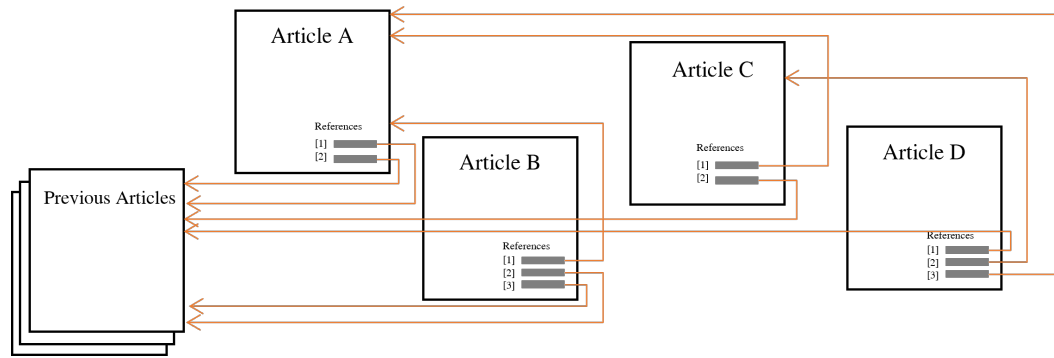 Article A
References
[1]
[2]
Previous Articles
Article B
References
[1]
[2]
[3]
Article C
References
[1]
[2]
Article D
References
[1]
[2]
[3]